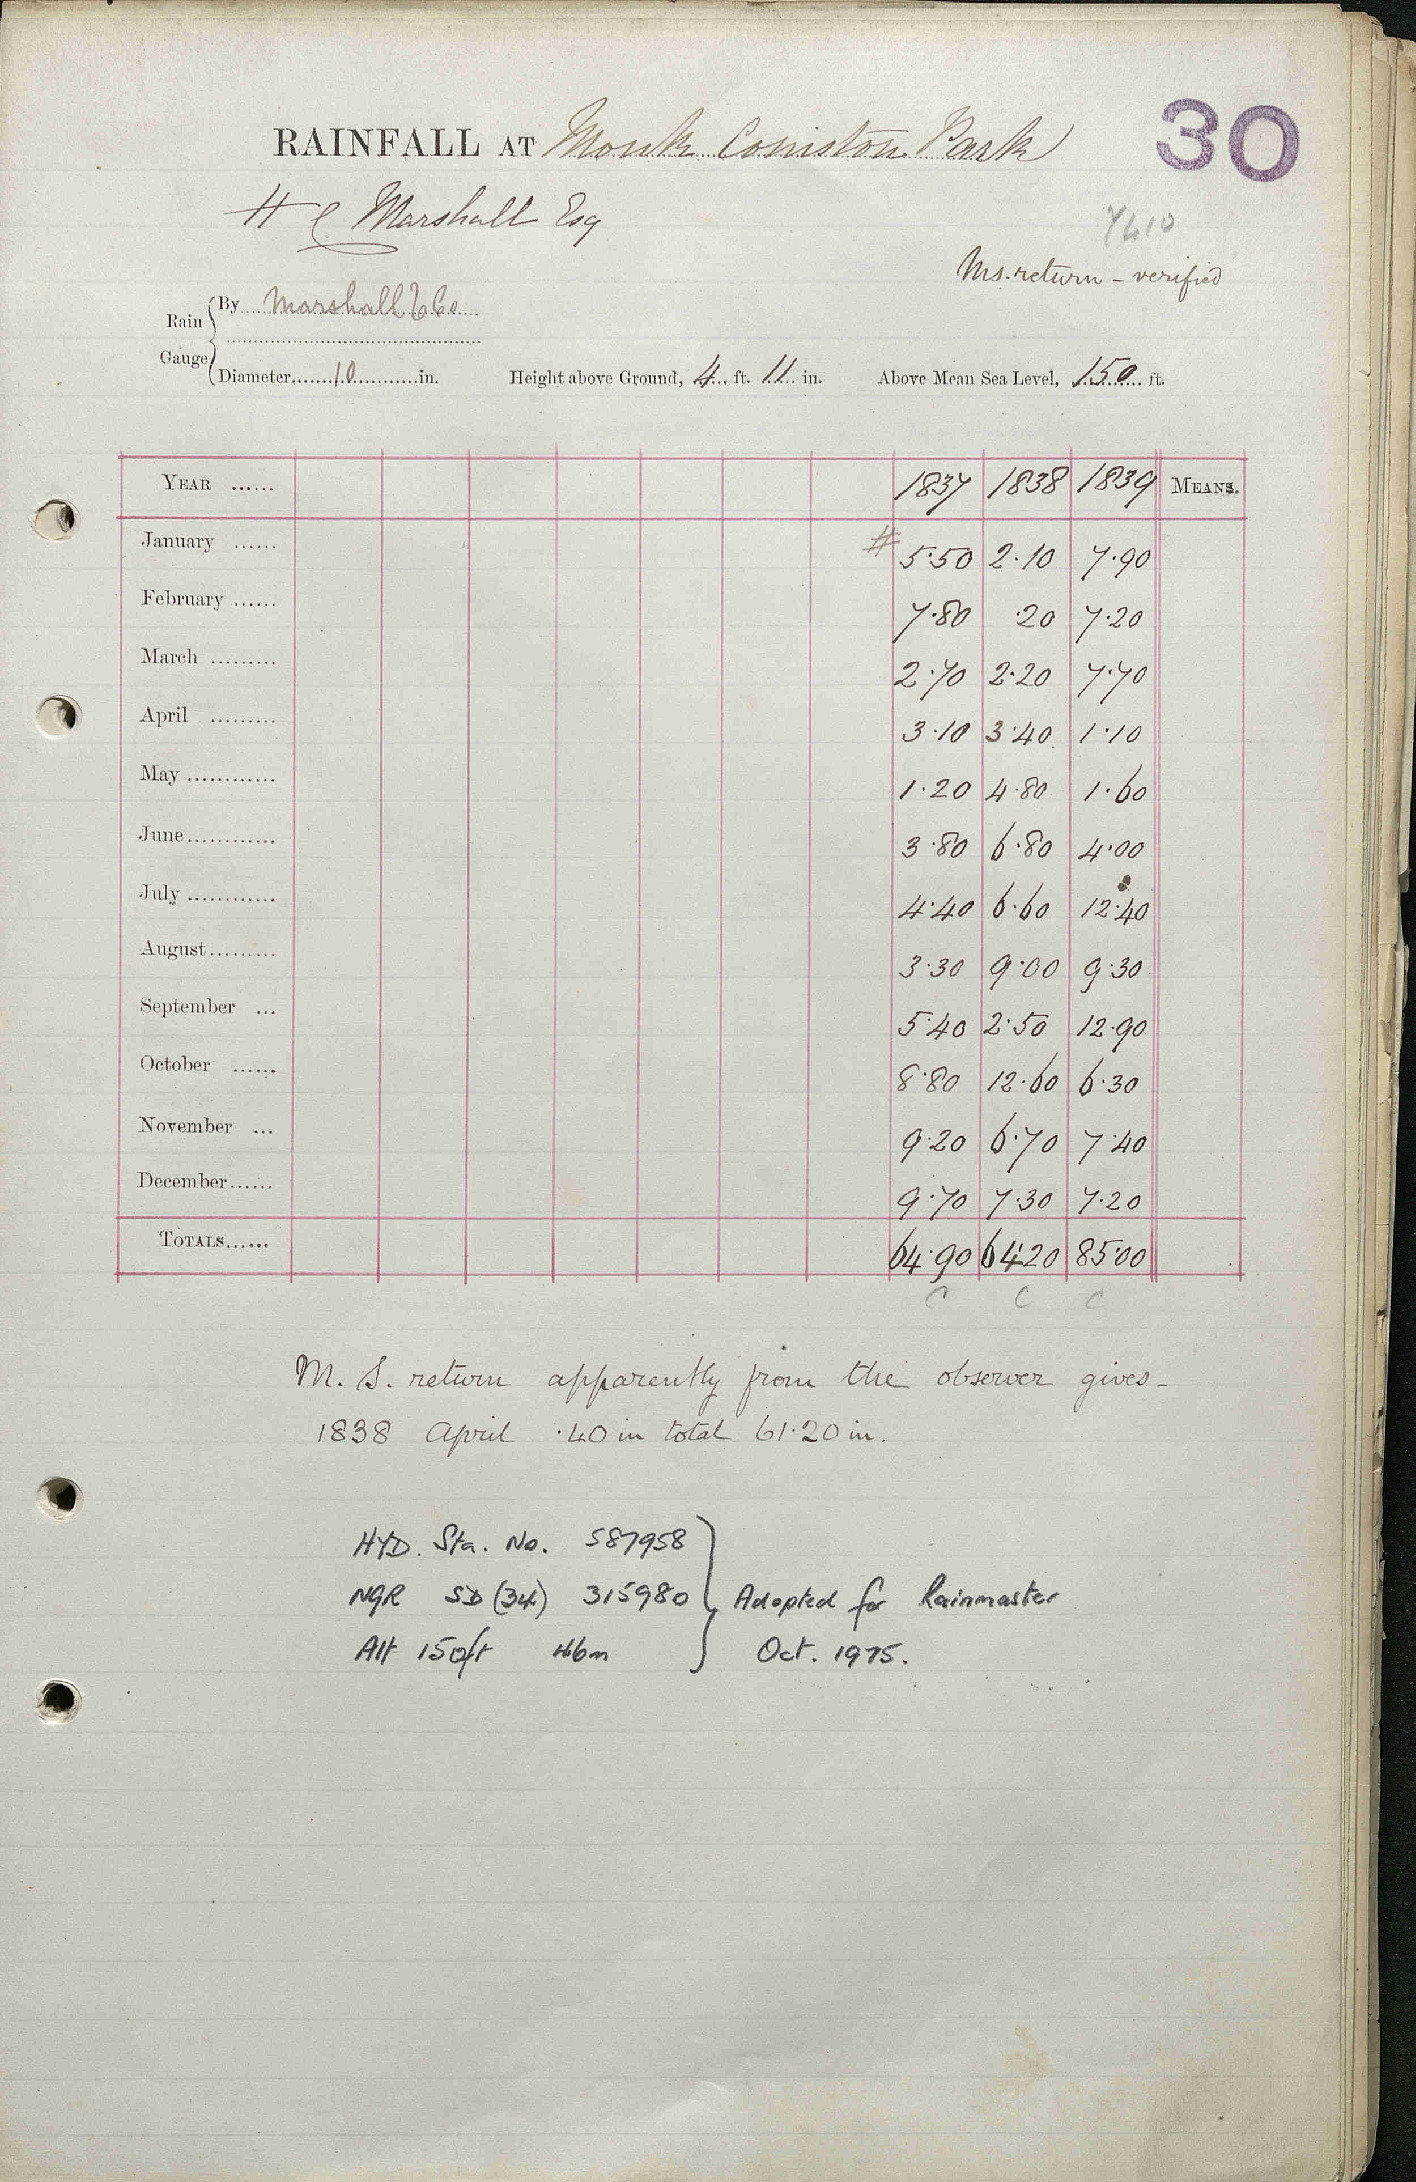 30
RAINFALL AT Monk Coniston Park
H C Marshall Esq
7410
Ms. return – verified
Rain Gauge { By Marshall & Co
Diameter.......10............in. Height above Ground, 4... ft. 11... in. Above Mean Sea Level, 150 ft.
YEAR ...... 1837 1838 1839 MEANS.
January ...... # 5·50 2·10 7·90
February ...... 7·80 ·20 7·20
March ......... 2·70 2·20 7·70
April ......... 3·10 3·40 1·10
May ............ 1·20 4·80 1·60
June ............ 3·80 6·80 4·00
July ............ 4·40 6·60 12·40
August ......... 3·30 9·00 9·30
September ... 5·40 2·50 12·90
October ...... 8·80 12·60 6·30
November ... 9·20 6·70 7·40
December ...... 9·70 7·30 7·20
TOTALS ...... 64·90 64·20 85·00
C C C
M. S. return apparently from the observer gives –
1838 April ·40 in total 61·20 in.
HYD. Sta. No. 587958
NGR SD (34) 315980 } Adopted for Rainmaster
Alt 150ft 46m Oct. 1975.